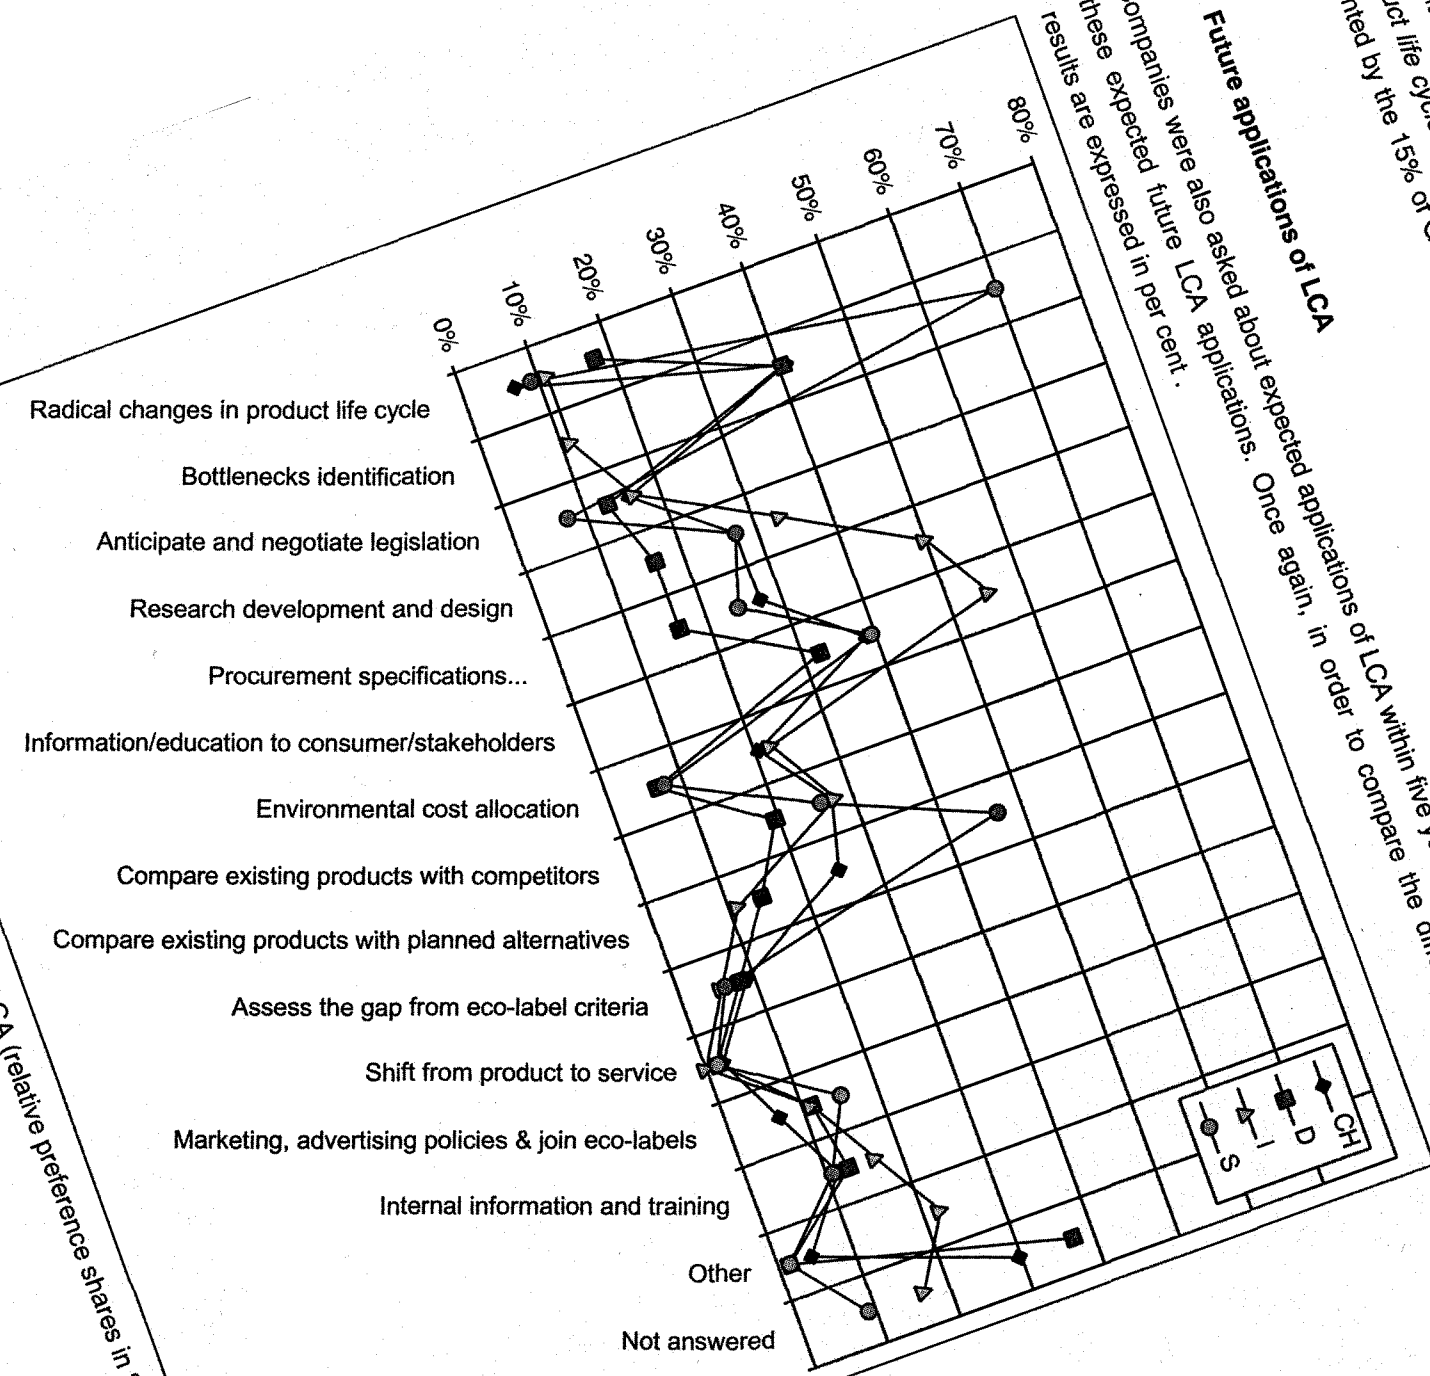 uct life cycle
nted by the 15% of
Future applications of LCA
ompanies were also asked about expected applications of LCA within five
these expected future LCA applications. Once again, in order to compare the
results are expressed in per cent .
80%
70%
60%
50%
40%
30%
20%
10%
0%
Radical changes in product life cycle
Bottlenecks identification
Anticipate and negotiate legislation
Research development and design
Procurement specifications...
Information/education to consumer/stakeholders
Environmental cost allocation
Compare existing products with competitors
Compare existing products with planned alternatives
Assess the gap from eco-label criteria
Shift from product to service
Marketing, advertising policies & join eco-labels
Internal information and training
Other
Not answered
CH
D
I
S
CA (relative preference shares in